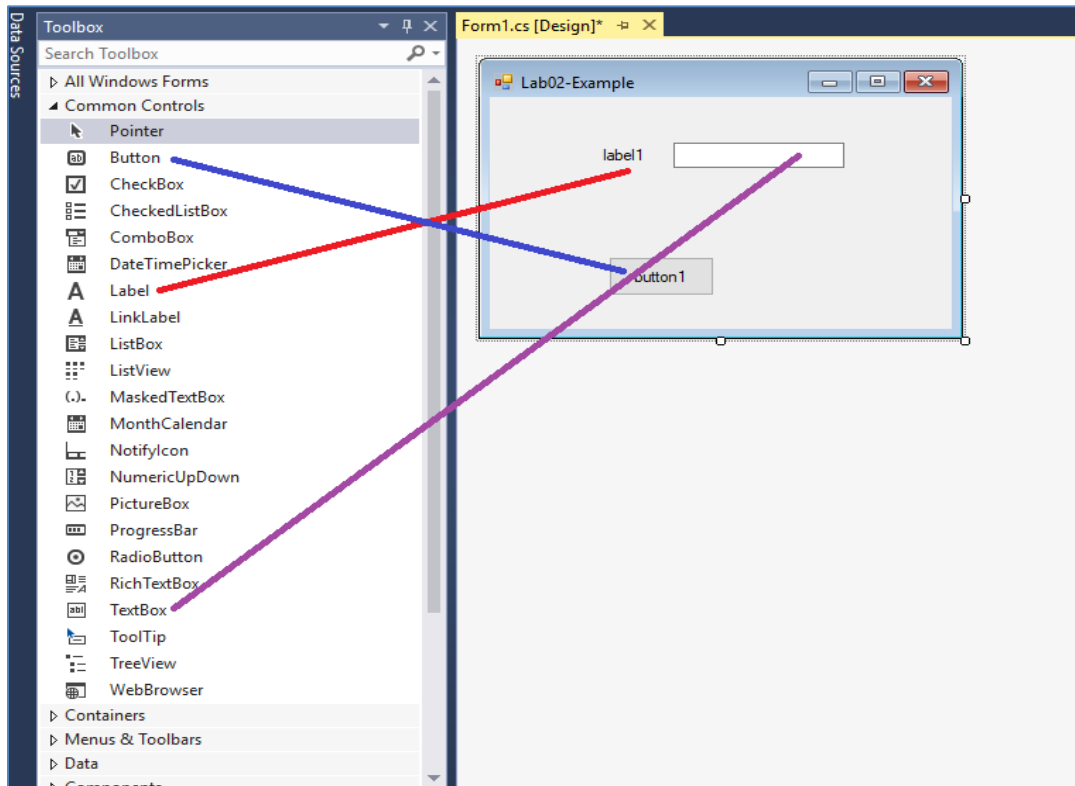 Data Sources
Toolbox
Search Toolbox
All Windows Forms
Common Controls
Pointer
Button
CheckBox
CheckedListBox
ComboBox
DateTimePicker
Label
LinkLabel
ListBox
ListView
MaskedTextBox
MonthCalendar
NotifyIcon
NumericUpDown
PictureBox
ProgressBar
RadioButton
RichTextBox
TextBox
ToolTip
TreeView
WebBrowser
Containers
Menus & Toolbars
Data
Components
Form1.cs [Design]*
Lab02-Example
label1
button1